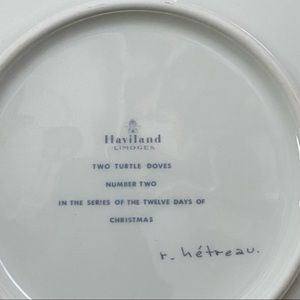 Haviland
LIMOGES
TWO TURTLE DOVES
NUMBER TWO
IN THE SERIES OF THE TWELVE DAYS OF
CHRISTMAS
r. hétreau.